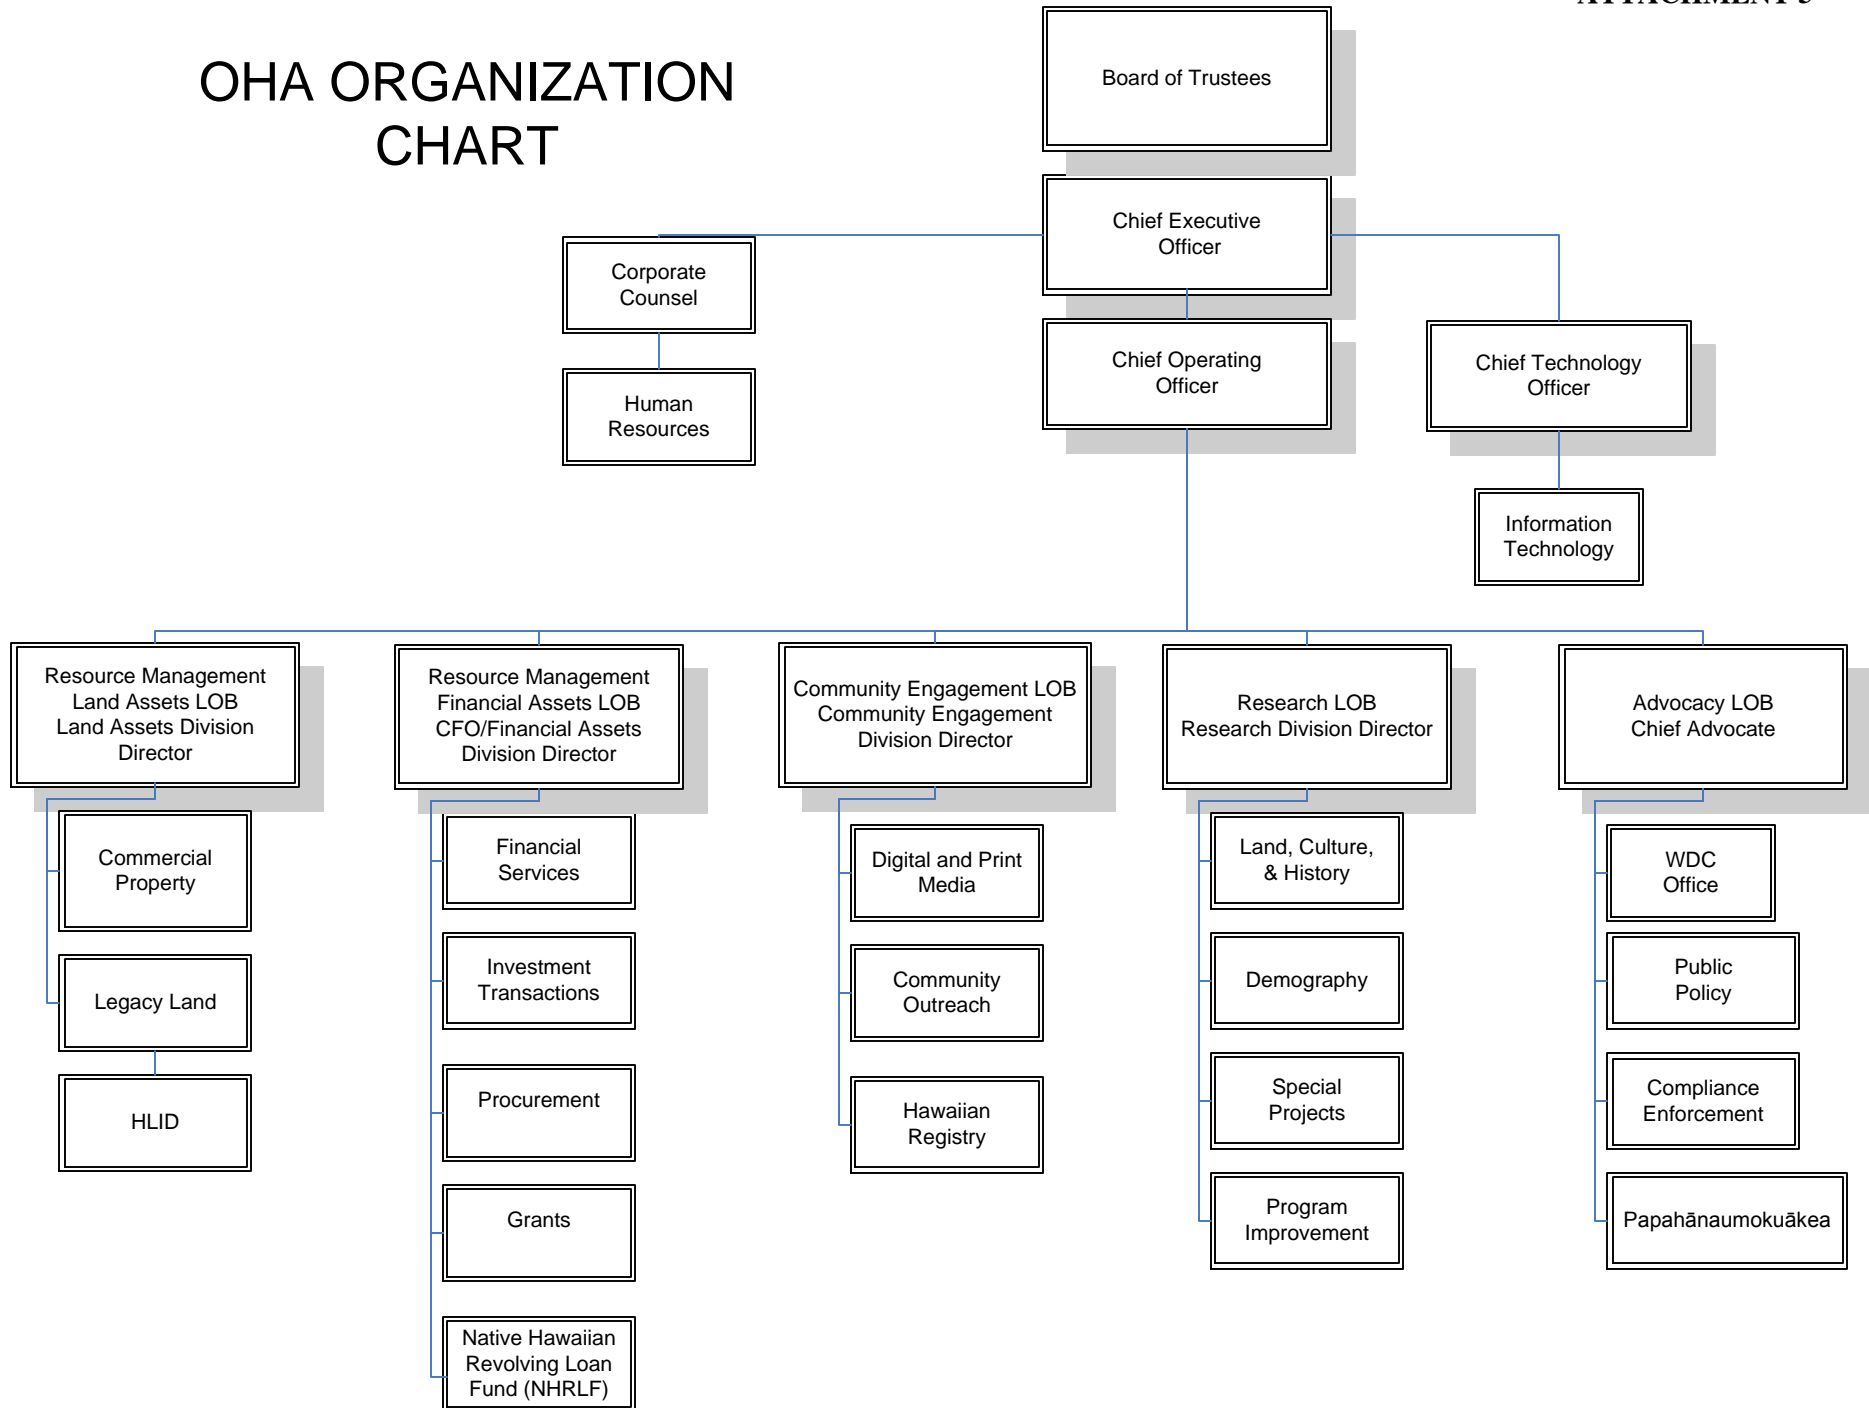 ATTACHMENT 3
OHA ORGANIZATION
CHART
Board of Trustees
Chief Executive
Officer
Corporate
Counsel
Human
Resources
Chief Operating
Officer
Chief Technology
Officer
Information
Technology
Resource Management
Land Assets LOB
Land Assets Division
Director
Commercial
Property
Legacy Land
HLID
Resource Management
Financial Assets LOB
CFO/Financial Assets
Division Director
Financial
Services
Investment
Transactions
Procurement
Grants
Native Hawaiian
Revolving Loan
Fund (NHRLF)
Community Engagement LOB
Community Engagement
Division Director
Digital and Print
Media
Community
Outreach
Hawaiian
Registry
Research LOB
Research Division Director
Land, Culture,
& History
Demography
Special
Projects
Program
Improvement
Advocacy LOB
Chief Advocate
WDC
Office
Public
Policy
Compliance
Enforcement
Papahānaumokuākea